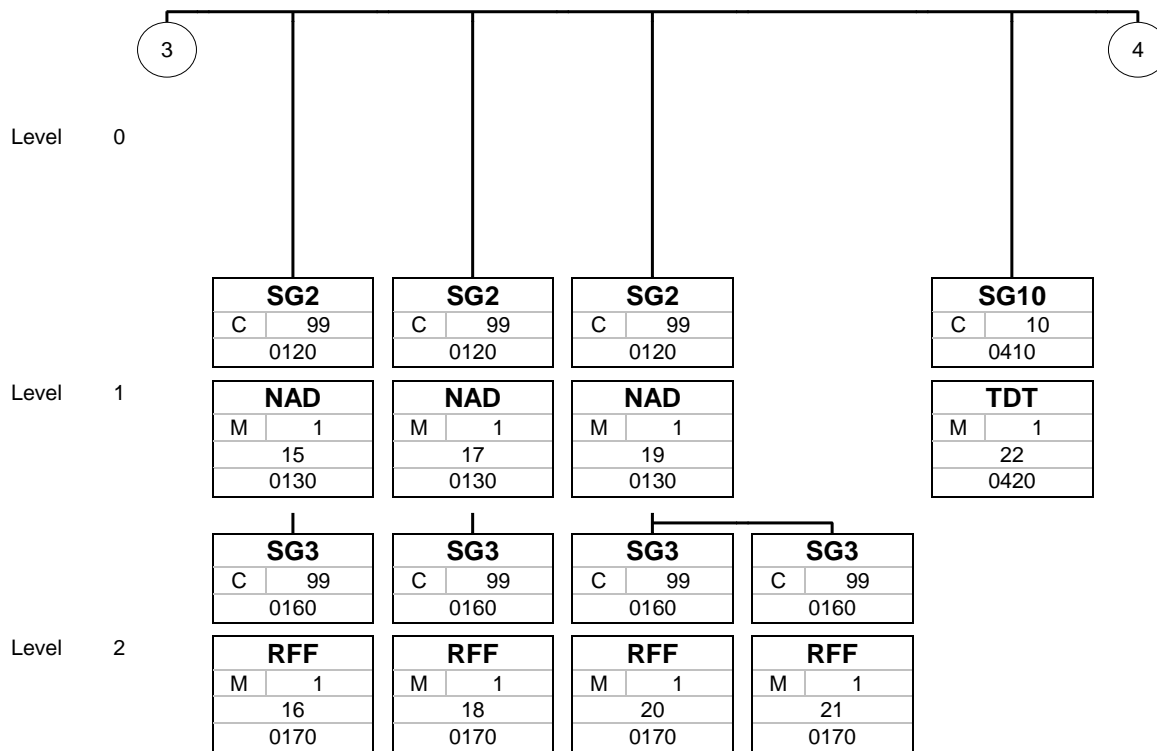 3 4
Level 0
SG2 SG2 SG2 SG10
C 99 C 99 C 99 C 10
0120 0120 0120 0410
Level 1
NAD NAD NAD TDT
M 1 M 1 M 1 M 1
15 17 19 22
0130 0130 0130 0420
SG3 SG3 SG3 SG3
C 99 C 99 C 99 C 99
0160 0160 0160 0160
Level 2
RFF RFF RFF RFF
M 1 M 1 M 1 M 1
16 18 20 21
0170 0170 0170 0170